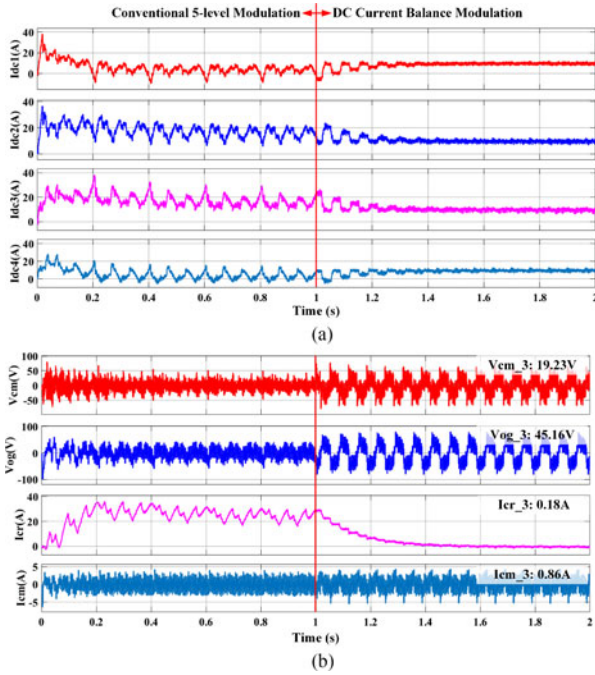 Conventional 5-level Modulation DC Current Balance Modulation
Idc1(A)
40
20
0
Idc2(A)
40
20
0
Idc3(A)
40
20
0
Idc4(A)
40
20
0
0 0.2 0.4 0.6 0.8 1 1.2 1.4 1.6 1.8 2
Time (s)
(a)
Vcm(V)
100
50
0
-50
Vcm_3: 19.23V
Vog(V)
100
0
-100
Vog_3: 45.16V
Icr(A)
40
20
0
Icr_3: 0.18A
Icm(A)
5
0
-5
Icm_3: 0.86A
0 0.2 0.4 0.6 0.8 1 1.2 1.4 1.6 1.8 2
Time (s)
(b)